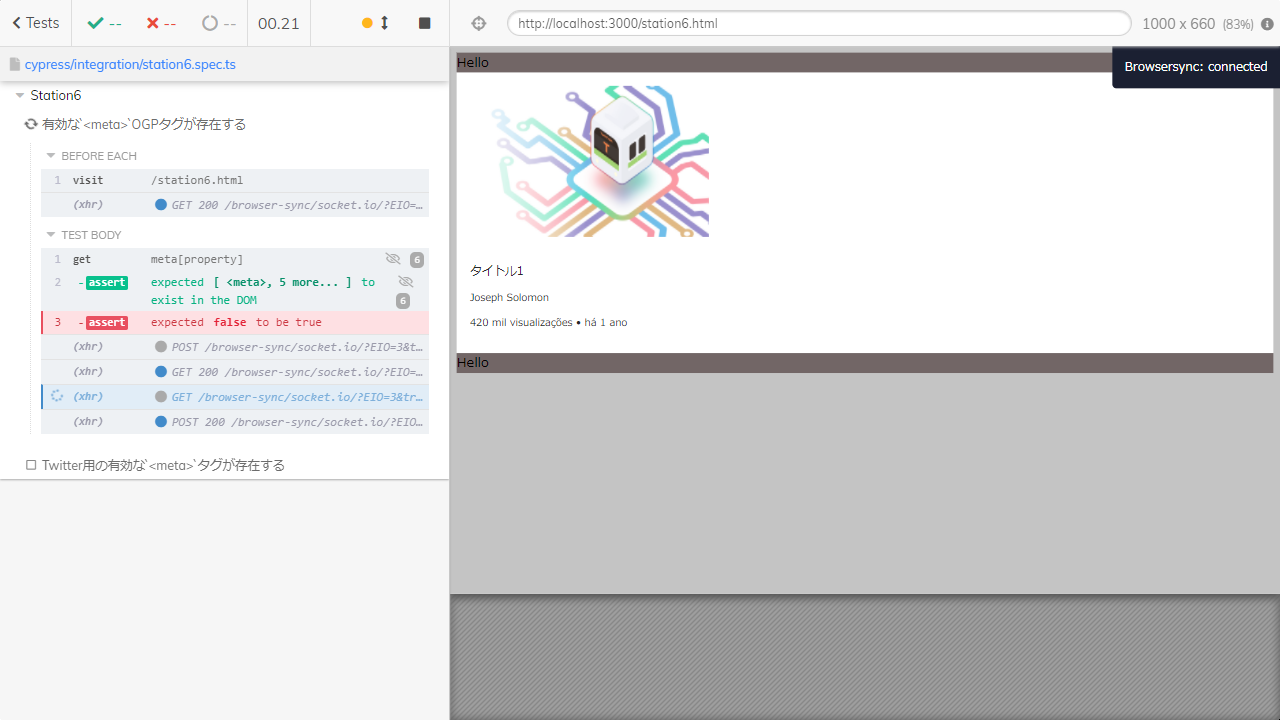 Tests
--
--
--
00.21
http://localhost:3000/station6.html
1000 x 660 (83%)
cypress/integration/station6.spec.ts
Station6
有効な`<meta>`OGPタグが存在する
BEFORE EACH
1 visit /station6.html
(xhr) GET 200 /browser-sync/socket.io/?EIO=…
TEST BODY
1 get meta[property] 6
2 -assert expected [ <meta>, 5 more... ] to
exist in the DOM 6
3 -assert expected false to be true
(xhr) POST /browser-sync/socket.io/?EIO=3&t…
(xhr) GET 200 /browser-sync/socket.io/?EIO=…
(xhr) GET /browser-sync/socket.io/?EIO=3&tr…
(xhr) POST 200 /browser-sync/socket.io/?EIO…
Twitter用の有効な`<meta>`タグが存在する
Hello
Browsersync: connected
T
タイトル1
Joseph Solomon
420 mil visualizações • há 1 ano
Hello